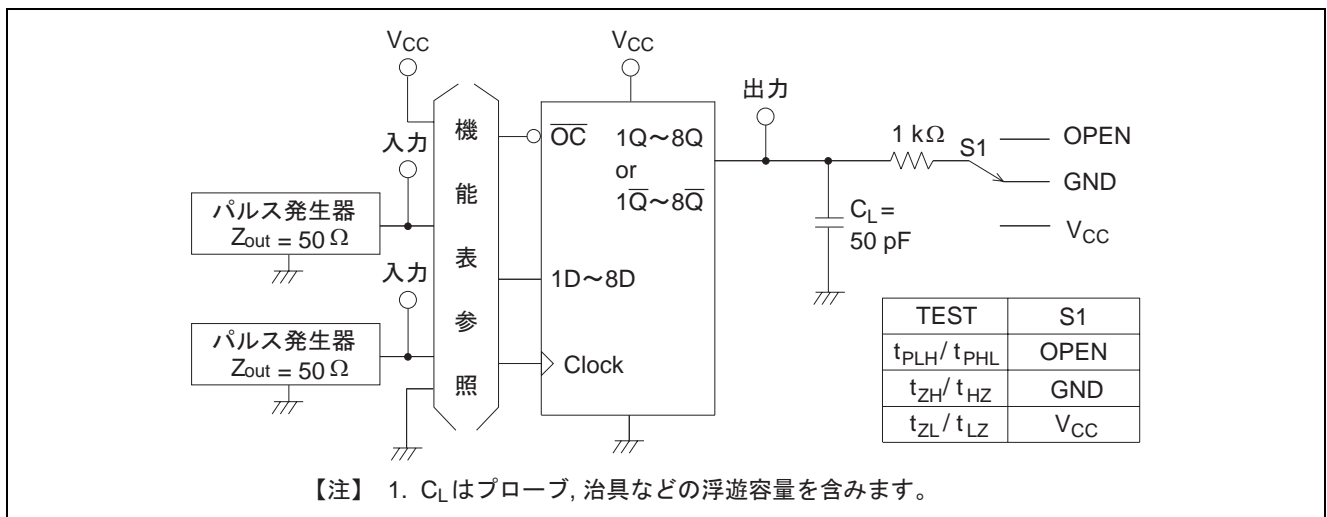 VCC
VCC
入力
機能表参照
OC
1Q～8Q
or
1Q～8Q
出力
1 kΩ
S1
OPEN
GND
VCC
パルス発生器
Zout = 50 Ω
CL =
50 pF
入力
1D～8D
パルス発生器
Zout = 50 Ω
Clock
TEST S1
tPLH / tPHL OPEN
tZH / tHZ GND
tZL / tLZ VCC
【注】 1. CLはプローブ, 治具などの浮遊容量を含みます。